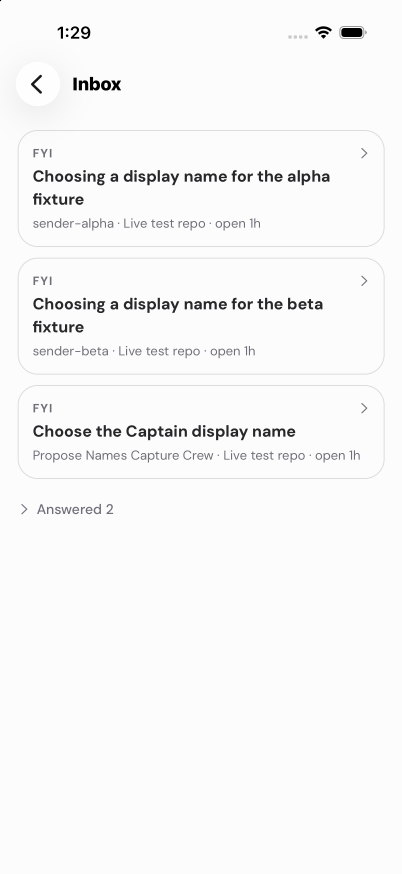 1:29
Inbox
FYI
Choosing a display name for the alpha
fixture
sender-alpha · Live test repo · open 1h
FYI
Choosing a display name for the beta
fixture
sender-beta · Live test repo · open 1h
FYI
Choose the Captain display name
Propose Names Capture Crew · Live test repo · open 1h
Answered 2